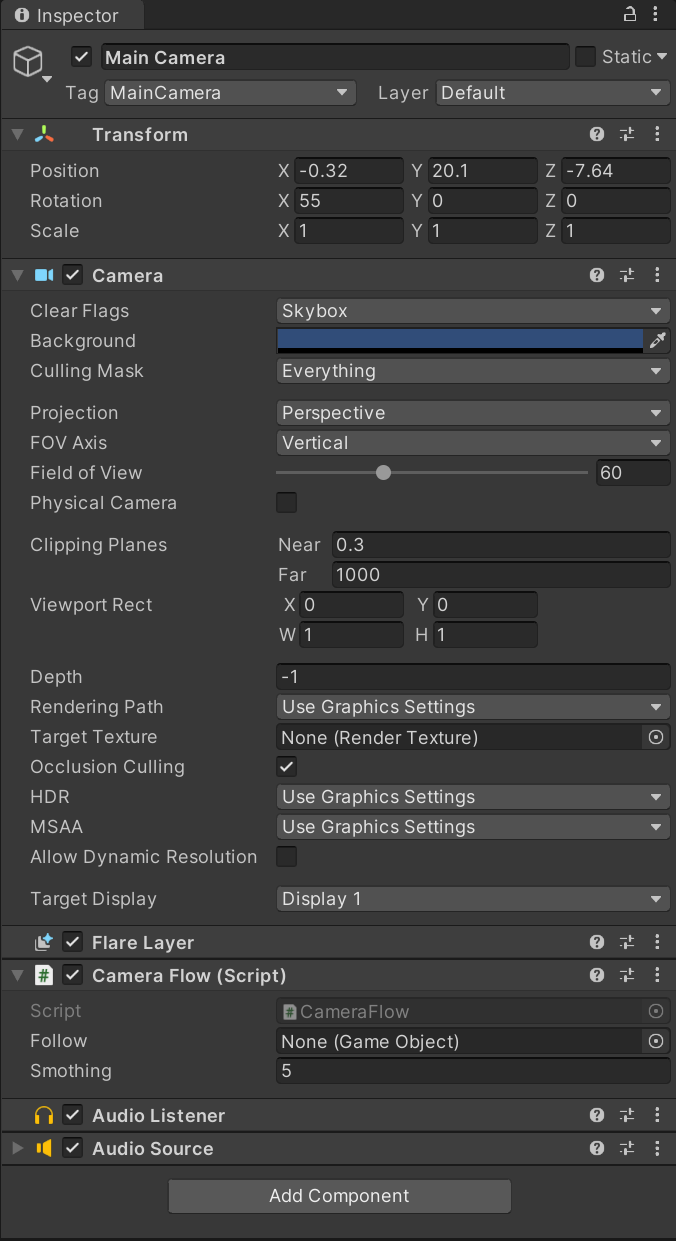 Inspector
Main Camera Static
Tag MainCamera Layer Default
Transform
Position X -0.32 Y 20.1 Z -7.64
Rotation X 55 Y 0 Z 0
Scale X 1 Y 1 Z 1
Camera
Clear Flags Skybox
Background
Culling Mask Everything
Projection Perspective
FOV Axis Vertical
Field of View 60
Physical Camera
Clipping Planes Near 0.3
Far 1000
Viewport Rect X 0 Y 0
W 1 H 1
Depth -1
Rendering Path Use Graphics Settings
Target Texture None (Render Texture)
Occlusion Culling
HDR Use Graphics Settings
MSAA Use Graphics Settings
Allow Dynamic Resolution
Target Display Display 1
Flare Layer
# Camera Flow (Script)
Script # CameraFlow
Follow None (Game Object)
Smothing 5
Audio Listener
Audio Source
Add Component